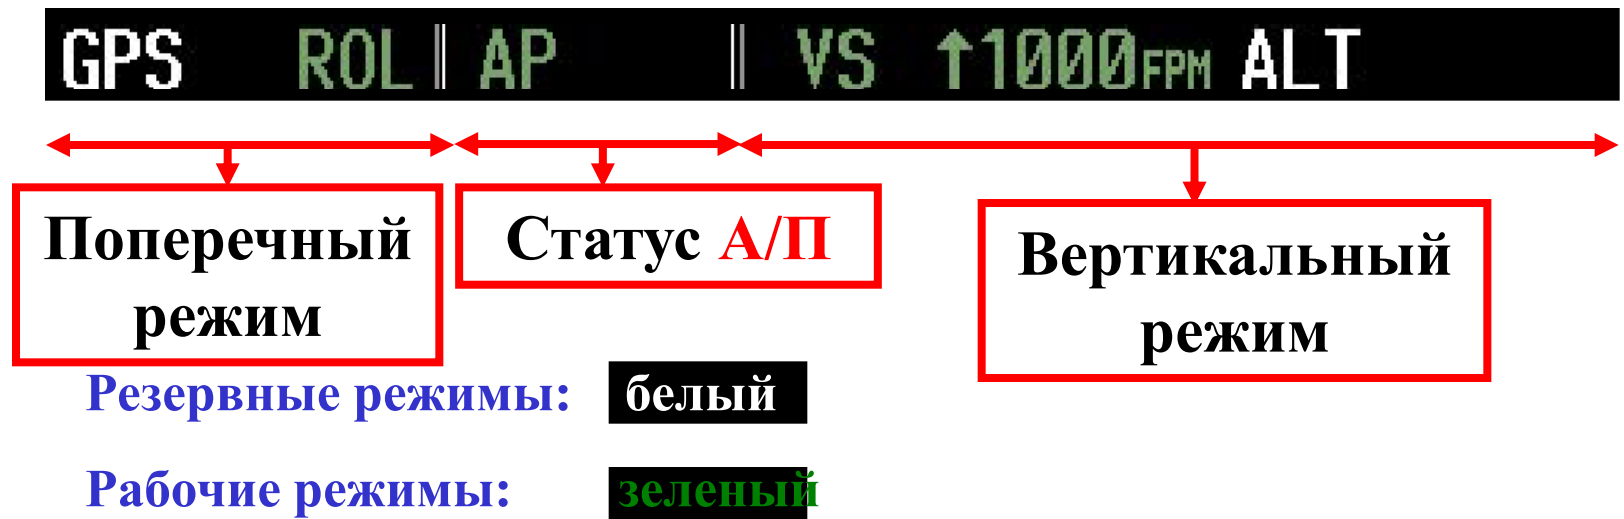 GPS ROL AP VS ↑1000FPM ALT
Поперечный
режим
Статус А/П
Вертикальный
режим
Резервные режимы: белый
Рабочие режимы: зеленый